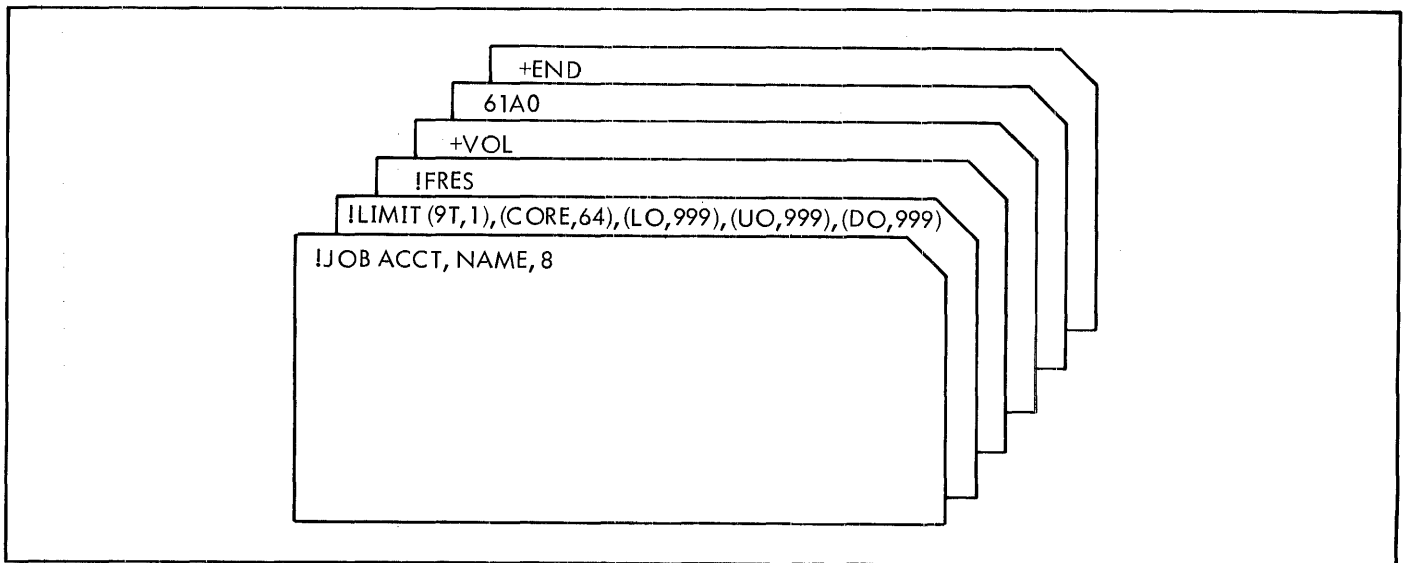 +END
61A0
+VOL
!FRES
!LIMIT (9T,1),(CORE,64),(LO,999),(UO,999),(DO,999)
!JOB ACCT, NAME, 8